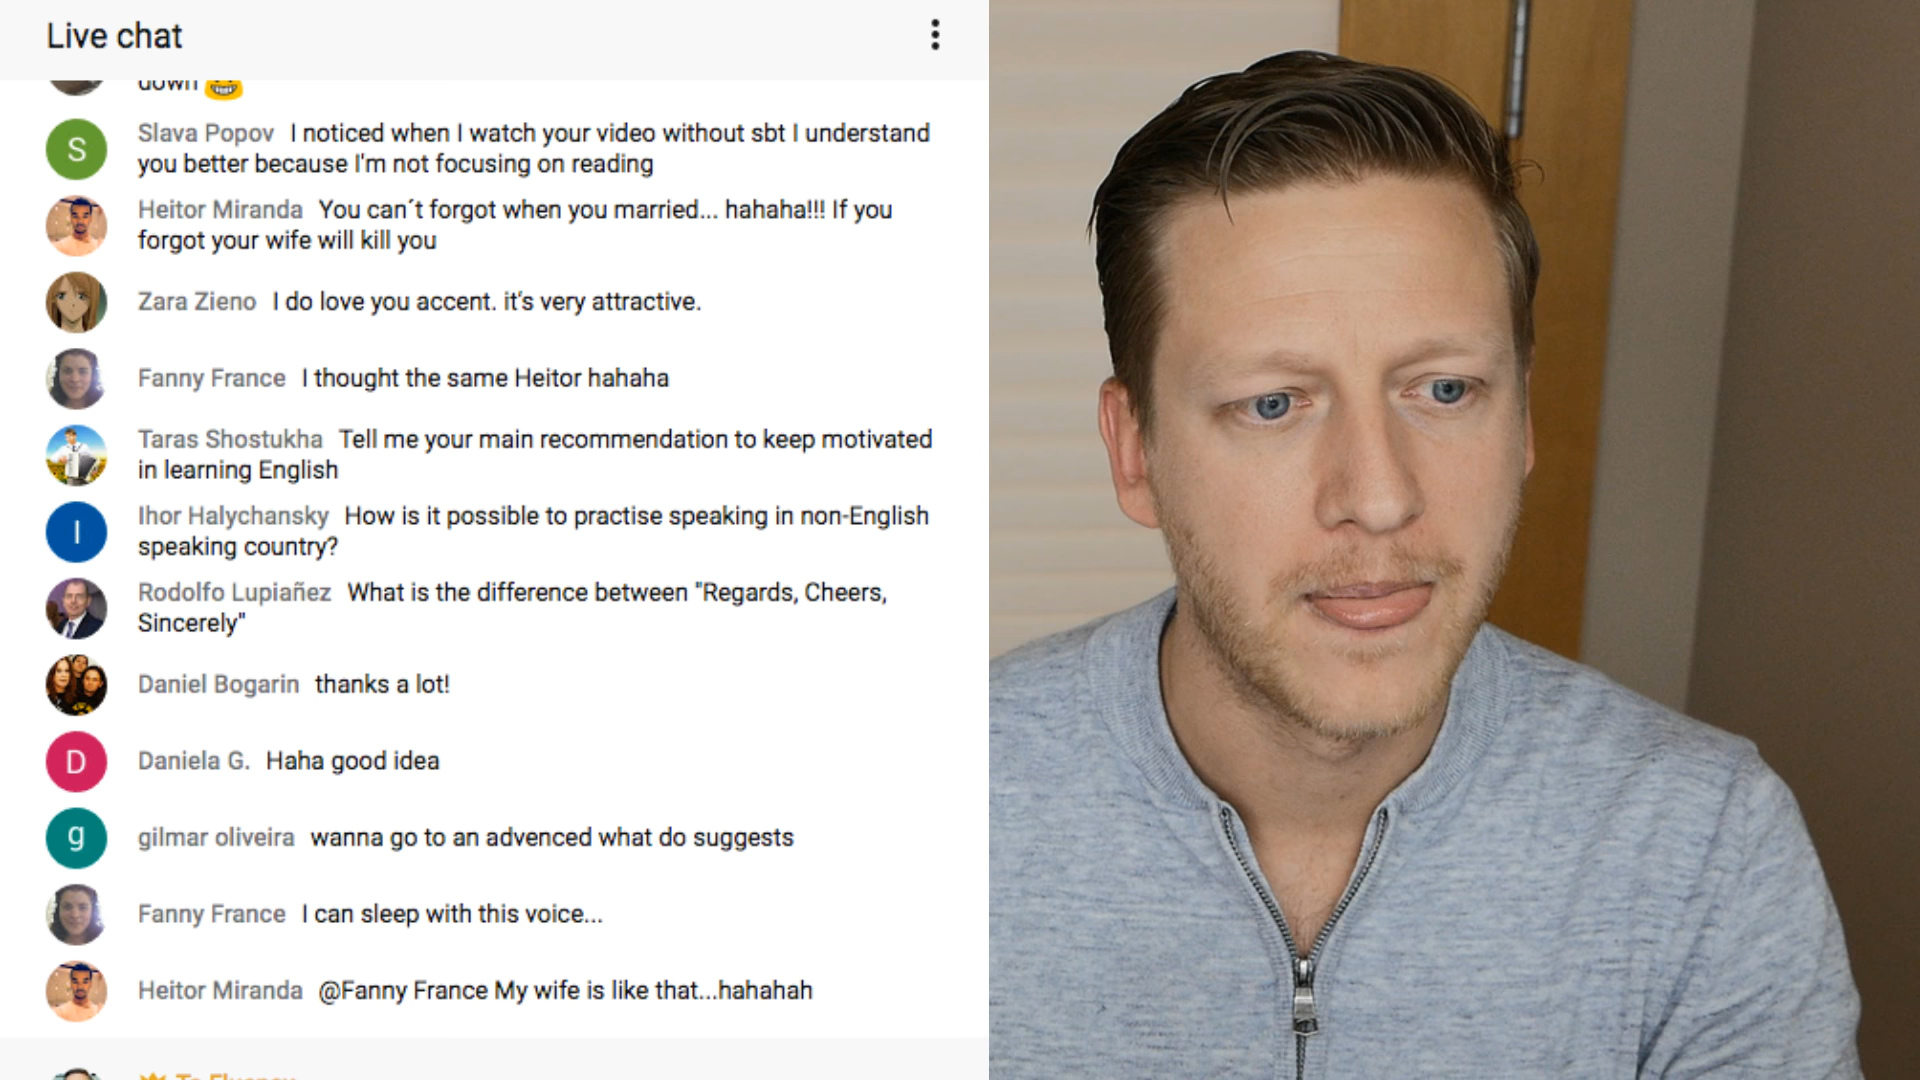 Live chat
down
S
Slava Popov I noticed when I watch your video without sbt I understand
you better because I'm not focusing on reading
Heitor Miranda You can´t forgot when you married... hahaha!!! If you
forgot your wife will kill you
Zara Zieno I do love you accent. it's very attractive.
Fanny France I thought the same Heitor hahaha
Taras Shostukha Tell me your main recommendation to keep motivated
in learning English
I
Ihor Halychansky How is it possible to practise speaking in non-English
speaking country?
Rodolfo Lupiañez What is the difference between "Regards, Cheers,
Sincerely"
Daniel Bogarin thanks a lot!
D
Daniela G. Haha good idea
g
gilmar oliveira wanna go to an advenced what do suggests
Fanny France I can sleep with this voice...
Heitor Miranda @Fanny France My wife is like that...hahahah
To Fluency